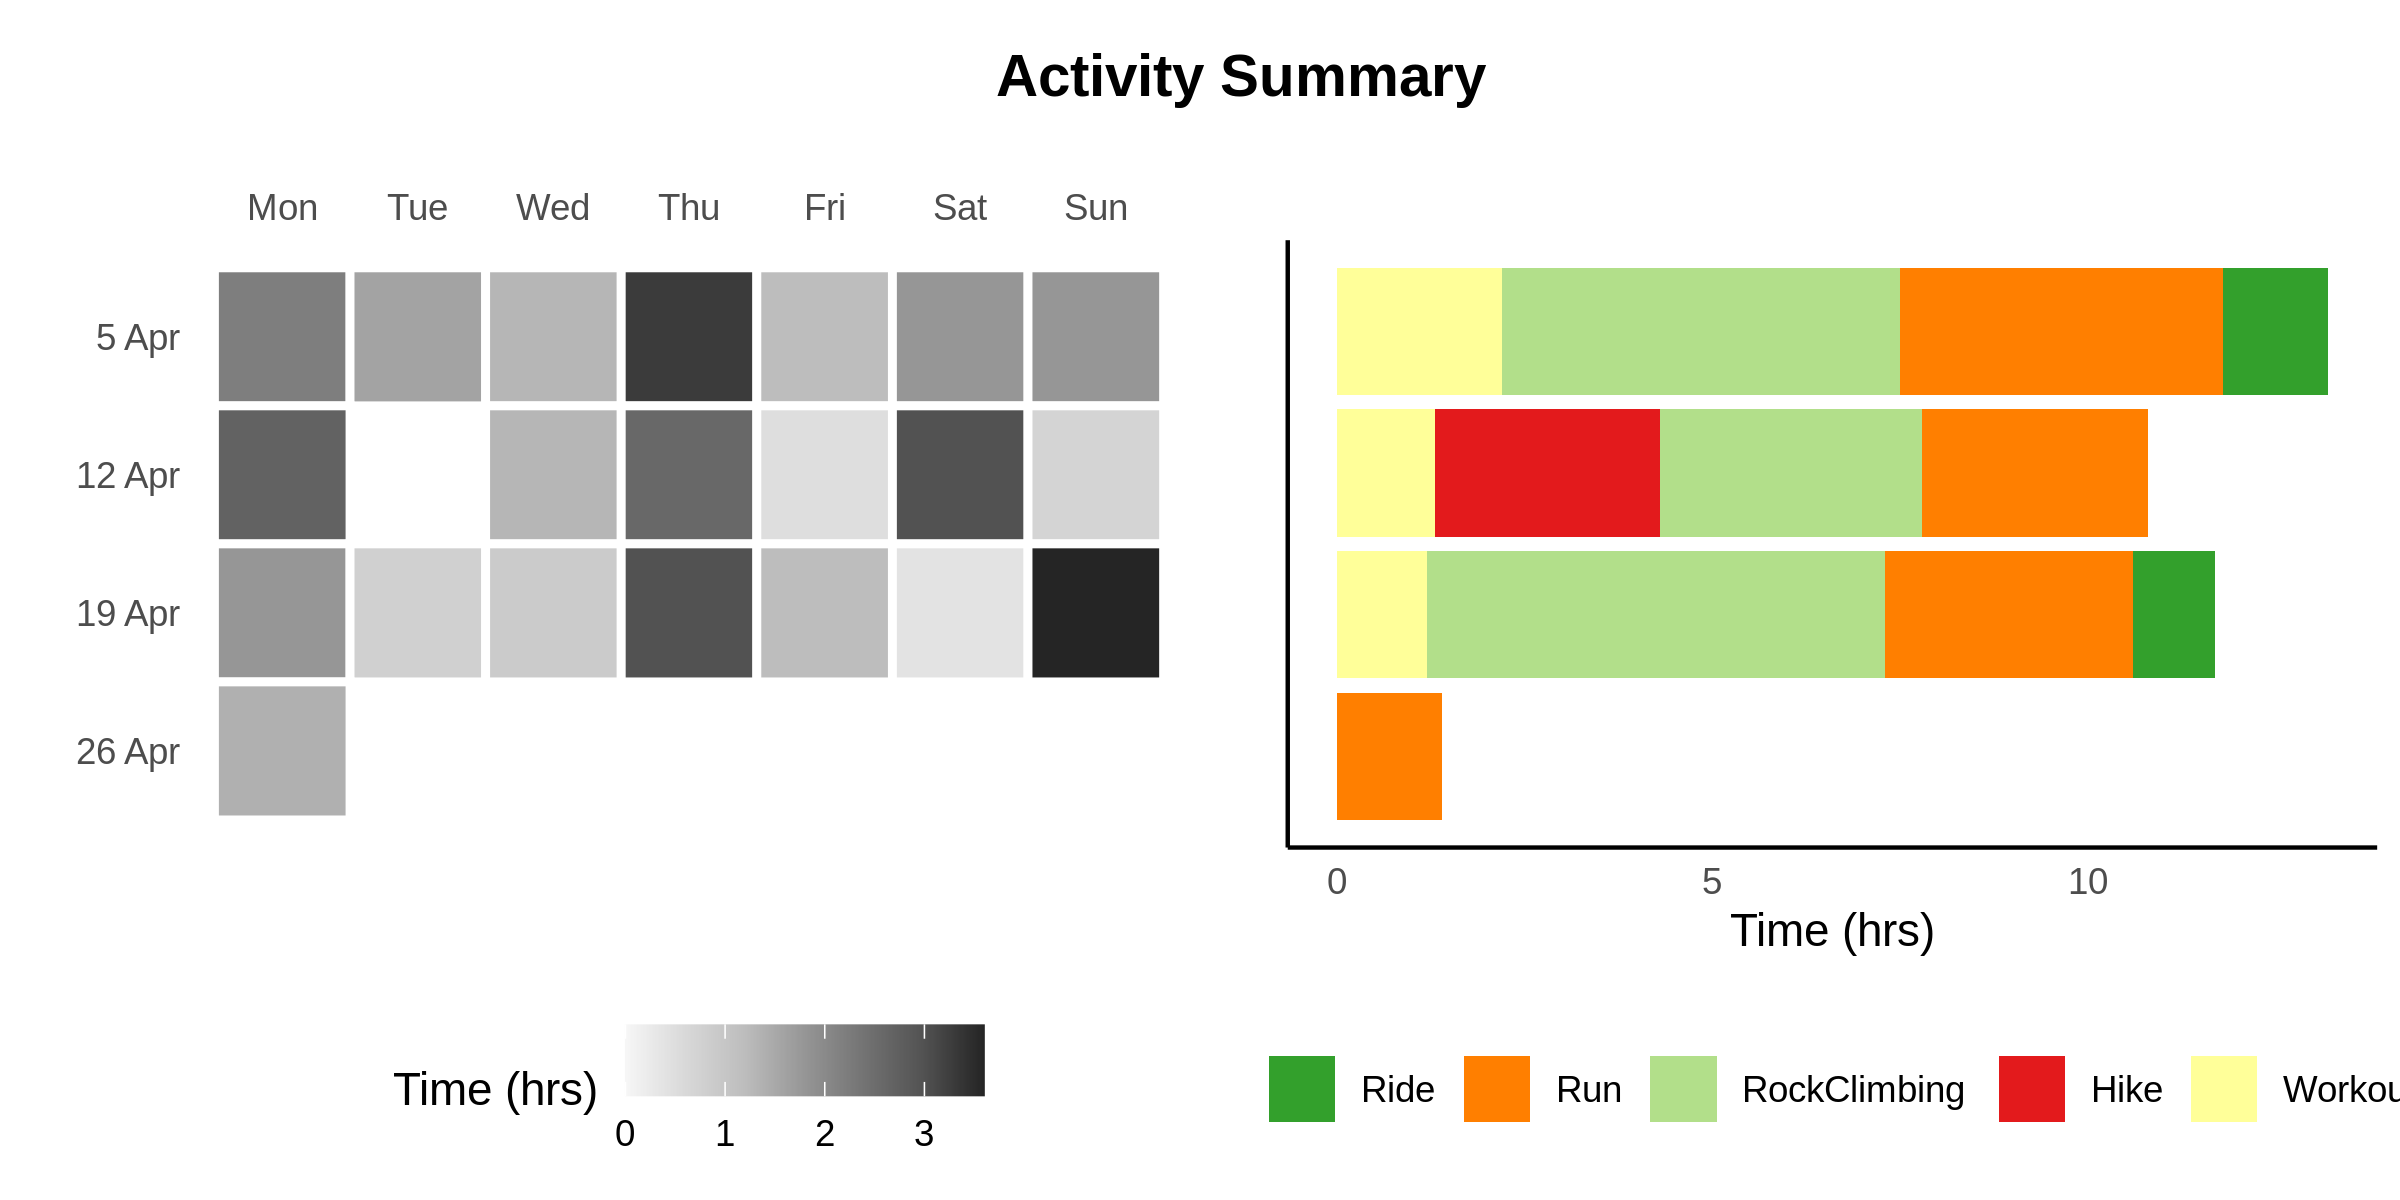 Activity Summary
Mon Tue Wed Thu Fri Sat Sun
5 Apr
12 Apr
19 Apr
26 Apr
0 5 10
Time (hrs)
Time (hrs)
0 1 2 3
Ride Run RockClimbing Hike Workou